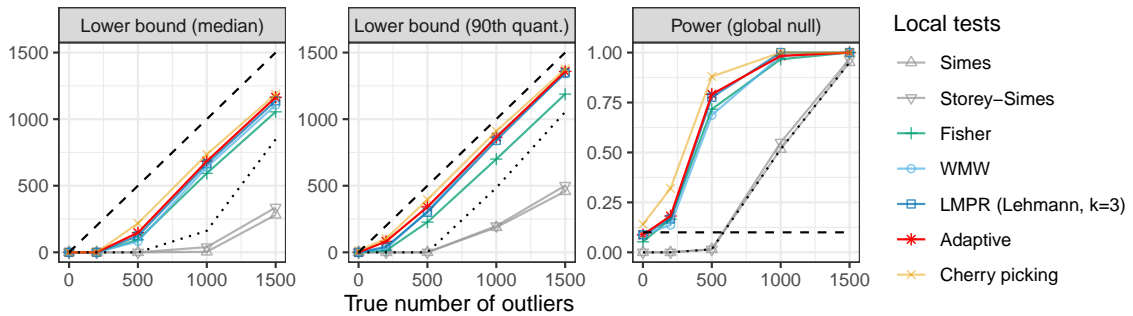 Lower bound (median)
Lower bound (90th quant.)
Power (global null)
1500
1000
500
0
0 500 1000 1500
1500
1000
500
0
0 500 1000 1500
1.00
0.75
0.50
0.25
0.00
0 500 1000 1500
True number of outliers
Local tests
Simes
Storey−Simes
Fisher
WMW
LMPR (Lehmann, k=3)
Adaptive
Cherry picking